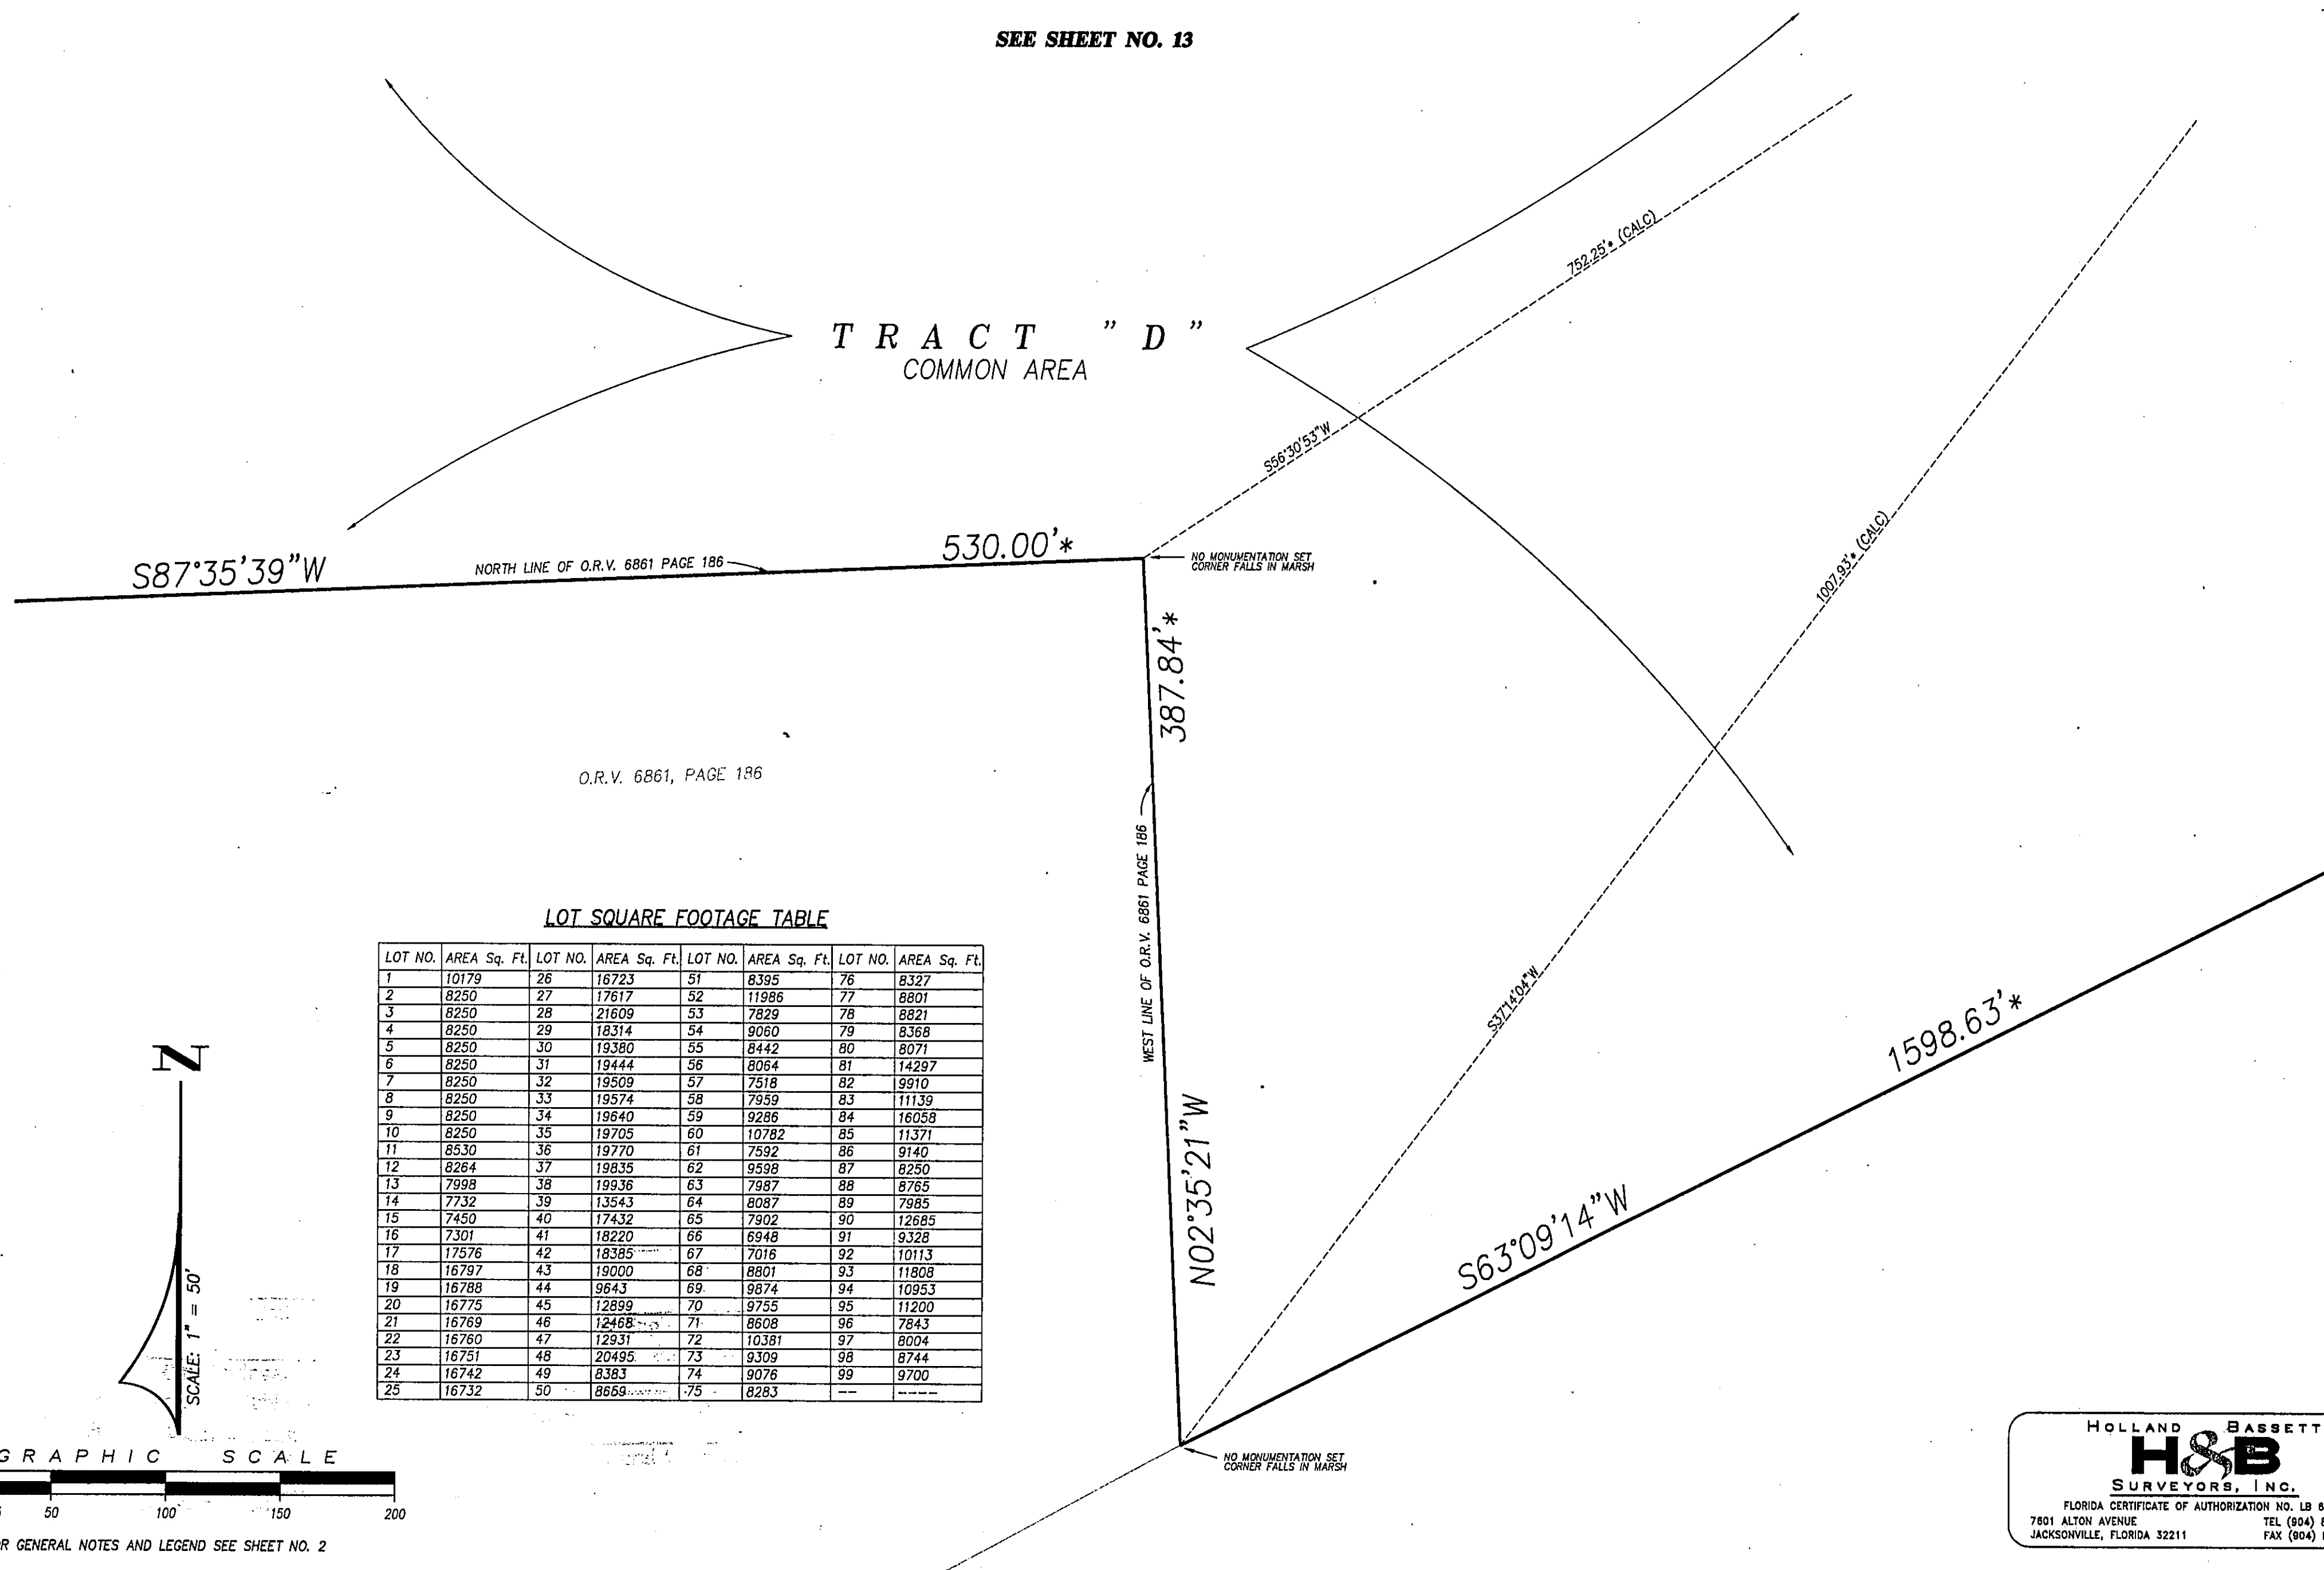 SEE SHEET NO. 13
752.25'* (CALC)
TRACT "D"
COMMON AREA
S56°30'53"W
S87°35'39"W
NORTH LINE OF O.R.V. 6861 PAGE 186
530.00'*
NO MONUMENTATION SET
CORNER FALLS IN MARSH
1007.93'* (CALC)
387.84'*
O.R.V. 6861, PAGE 186
WEST LINE OF O.R.V. 6861 PAGE 186
S37°14'04"W
1598.63'*
N02°35'21"W
S63°09'14"W
LOT SQUARE FOOTAGE TABLE
LOT NO. AREA Sq. Ft. LOT NO. AREA Sq. Ft. LOT NO. AREA Sq. Ft. LOT NO. AREA Sq. Ft.
1 10179 26 16723 51 8395 76 8327
2 8250 27 17617 52 11986 77 8801
3 8250 28 21609 53 7829 78 8821
4 8250 29 18314 54 9060 79 8368
5 8250 30 19380 55 8442 80 8071
6 8250 31 19444 56 8064 81 14297
7 8250 32 19509 57 7518 82 9910
8 8250 33 19574 58 7959 83 11139
9 8250 34 19640 59 9286 84 16058
10 8250 35 19705 60 10782 85 11371
11 8530 36 19770 61 7592 86 9140
12 8264 37 19835 62 9598 87 8250
13 7998 38 19936 63 7987 88 8765
14 7732 39 13543 64 8087 89 7985
15 7450 40 17432 65 7902 90 12685
16 7301 41 18220 66 6948 91 9328
17 17576 42 18385 67 7016 92 10113
18 16797 43 19000 68 8801 93 11808
19 16788 44 9643 69 9874 94 10953
20 16775 45 12899 70 9755 95 11200
21 16769 46 12468 71 8608 96 7843
22 16760 47 12931 72 10381 97 8004
23 16751 48 20495 73 9309 98 8744
24 16742 49 8383 74 9076 99 9700
25 16732 50 8669 75 8283 -- ----
N
SCALE: 1" = 50'
GRAPHIC SCALE
50 100 150 200
R GENERAL NOTES AND LEGEND SEE SHEET NO. 2
NO MONUMENTATION SET
CORNER FALLS IN MARSH
HOLLAND BASSETT
H&B
SURVEYORS, INC.
FLORIDA CERTIFICATE OF AUTHORIZATION NO. LB 6
7601 ALTON AVENUE TEL (904)
JACKSONVILLE, FLORIDA 32211 FAX (904)